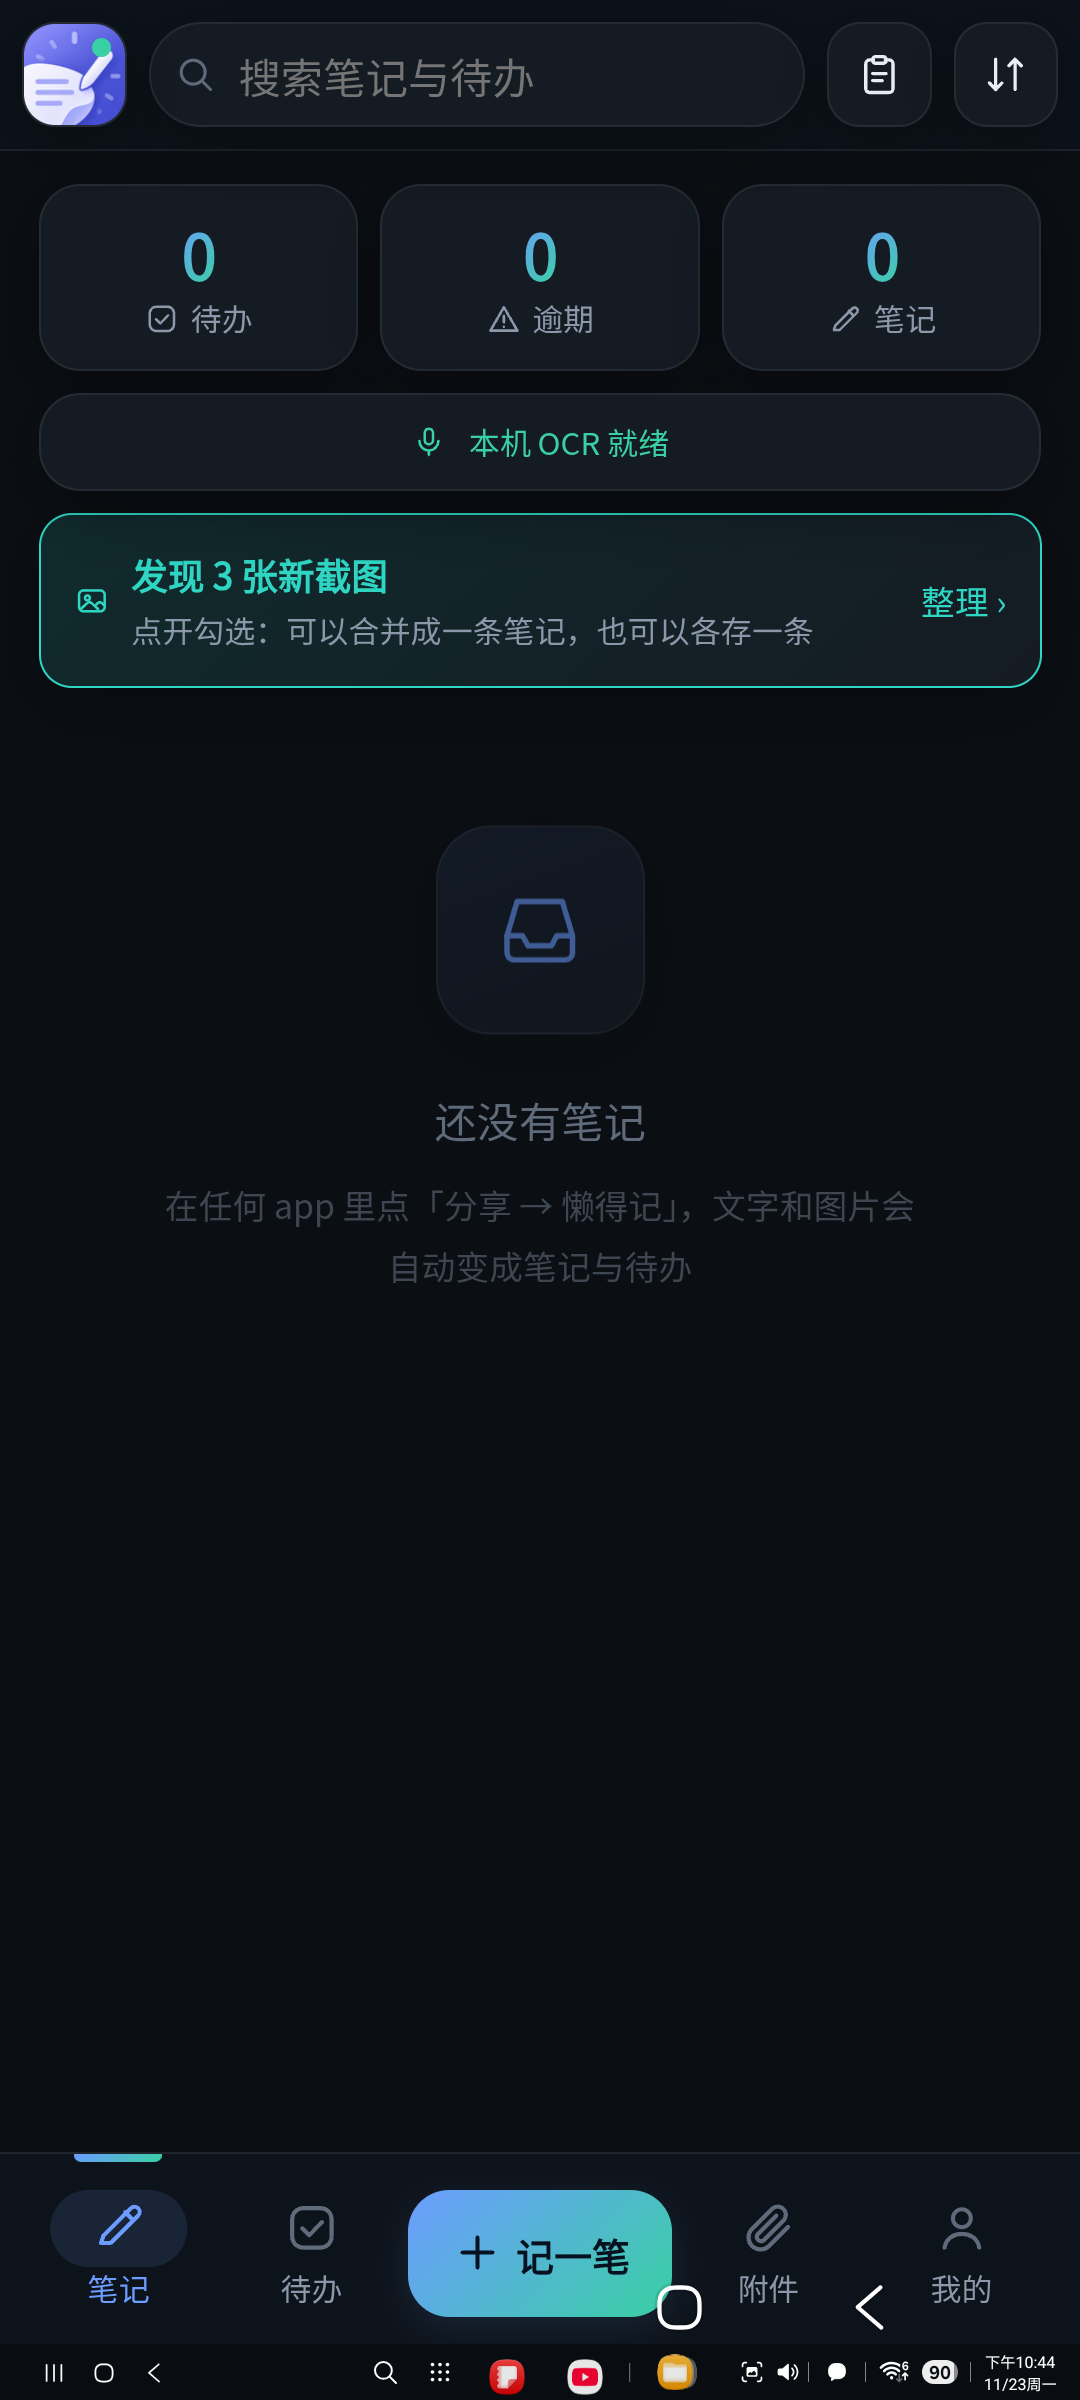 搜索笔记与待办
0
待办
0
逾期
0
笔记
本机 OCR 就绪
发现 3 张新截图
点开勾选：可以合并成一条笔记，也可以各存一条
整理 ›
还没有笔记
在任何 app 里点「分享 → 懒得记」，文字和图片会
自动变成笔记与待办
笔记
待办
记一笔
附件
我的
6
90
下午10:44
11/23周一